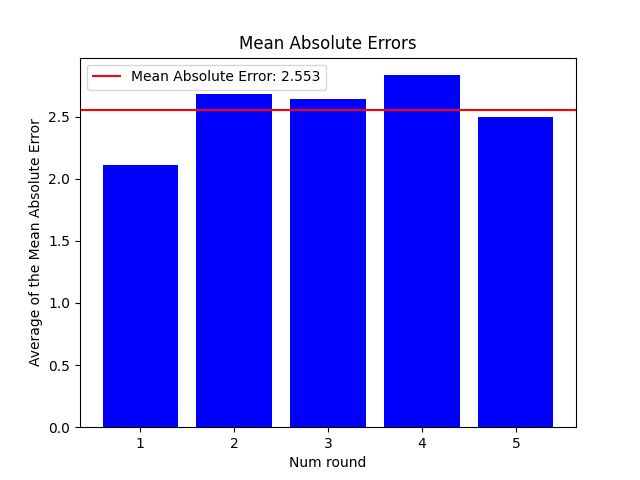 Mean Absolute Errors
Mean Absolute Error: 2.553
Average of the Mean Absolute Error
2.5
2.0
1.5
1.0
0.5
0.0
1 2 3 4 5
Num round